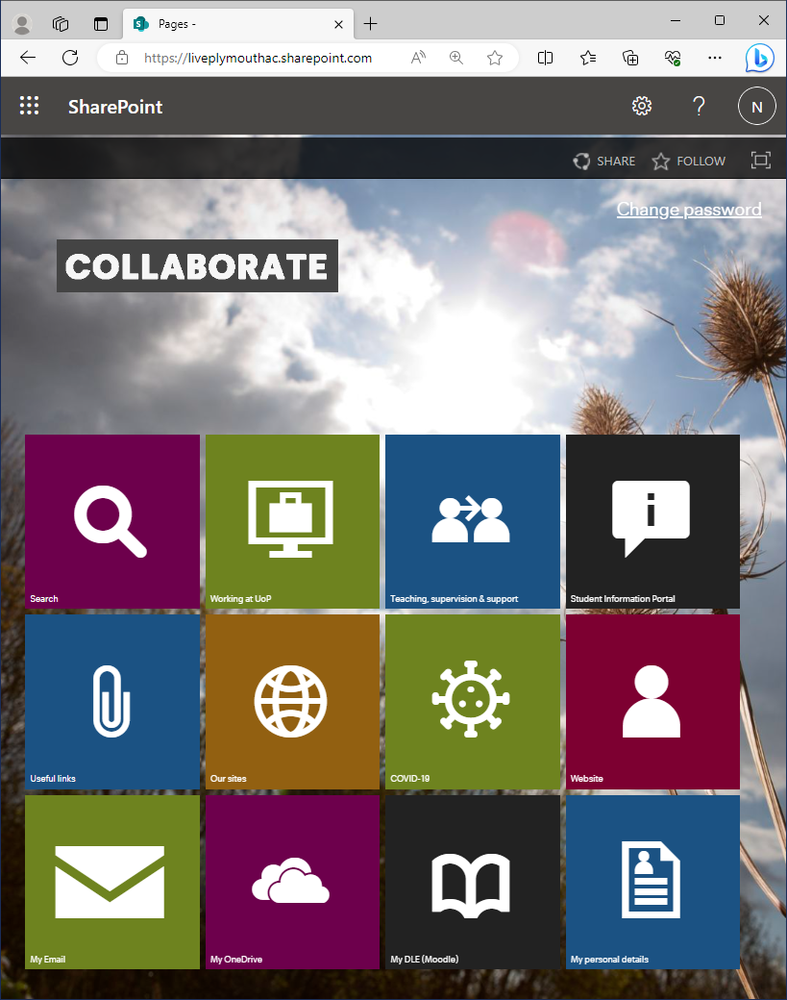 Pages -
https://liveplymouthac.sharepoint.com
SharePoint
N
SHARE FOLLOW
Change password
COLLABORATE
Search
Working at UoP
Teaching, supervision & support
Student Information Portal
Useful links
Our sites
COVID-19
Website
My Email
My OneDrive
My DLE (Moodle)
My personal details